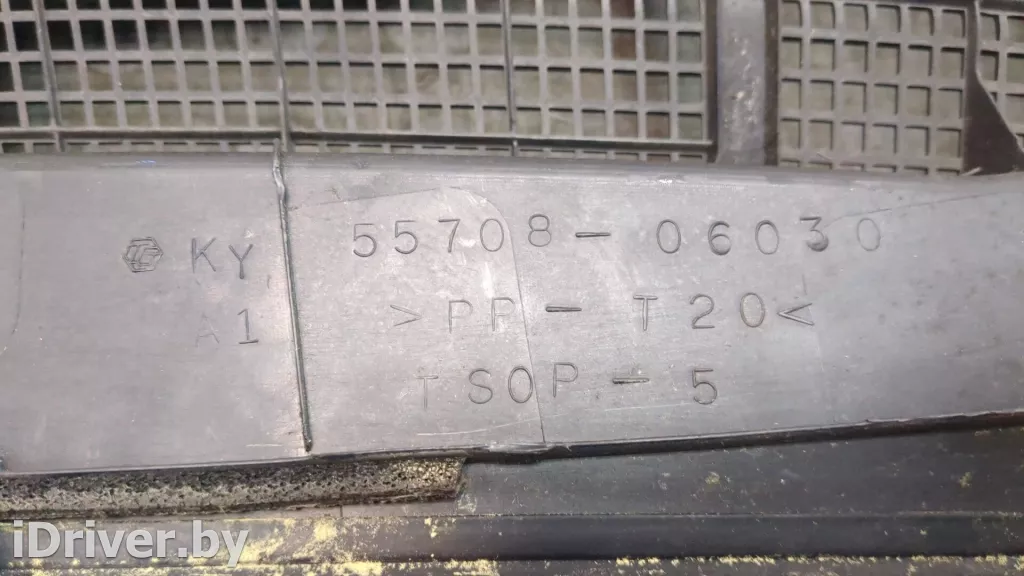 KY 55708-06030
A1 >PP-T20<
TSOP-5
iDriver.by